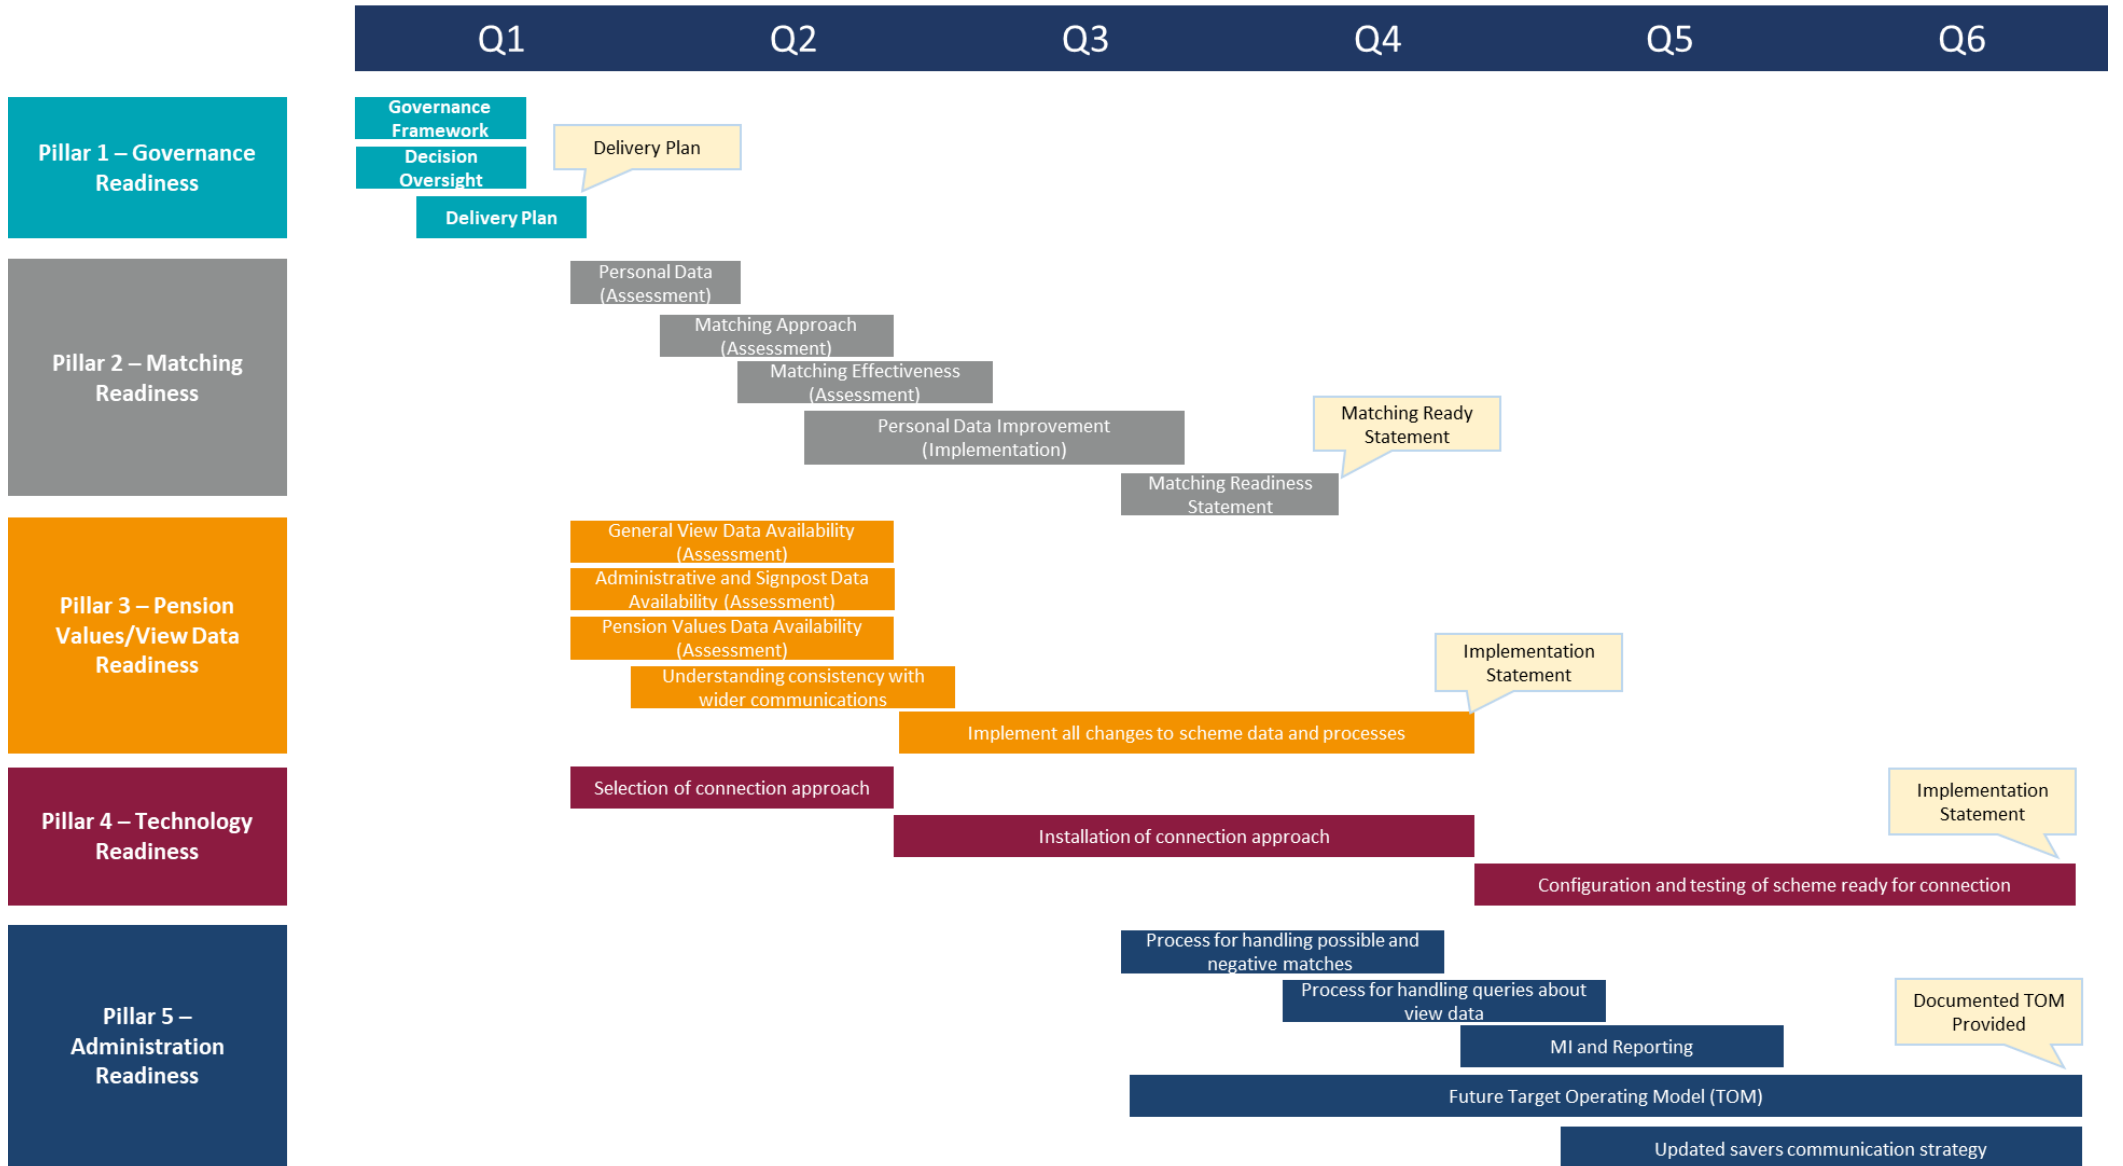 Q1 Q2 Q3 Q4 Q5 Q6
Pillar 1 – Governance
Readiness
Governance
Framework
Decision
Oversight
Delivery Plan
Delivery Plan
Pillar 2 – Matching
Readiness
Personal Data
(Assessment)
Matching Approach
(Assessment)
Matching Effectiveness
(Assessment)
Personal Data Improvement
(Implementation)
Matching Readiness
Statement
Matching Ready
Statement
Pillar 3 – Pension
Values/View Data
Readiness
General View Data Availability
(Assessment)
Administrative and Signpost Data
Availability (Assessment)
Pension Values Data Availability
(Assessment)
Understanding consistency with
wider communications
Implement all changes to scheme data and processes
Implementation
Statement
Pillar 4 – Technology
Readiness
Selection of connection approach
Installation of connection approach
Configuration and testing of scheme ready for connection
Implementation
Statement
Pillar 5 –
Administration
Readiness
Process for handling possible and
negative matches
Process for handling queries about
view data
MI and Reporting
Future Target Operating Model (TOM)
Updated savers communication strategy
Documented TOM
Provided